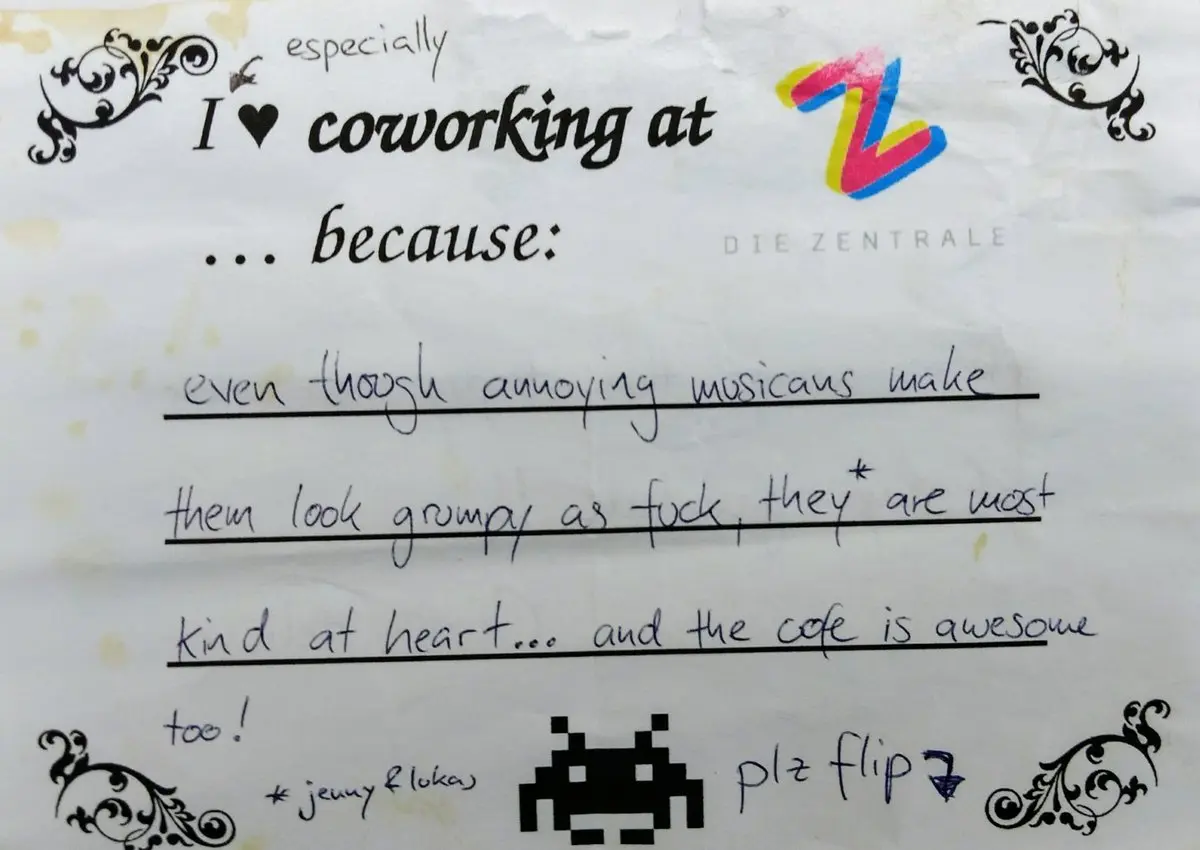 especially
I ♥ coworking at
... because:
DIE ZENTRALE
even though annoying musicans make
them look grumpy as fuck, they* are most
kind at heart... and the cafe is awesome
too!
* jenny & lukas
plz flip